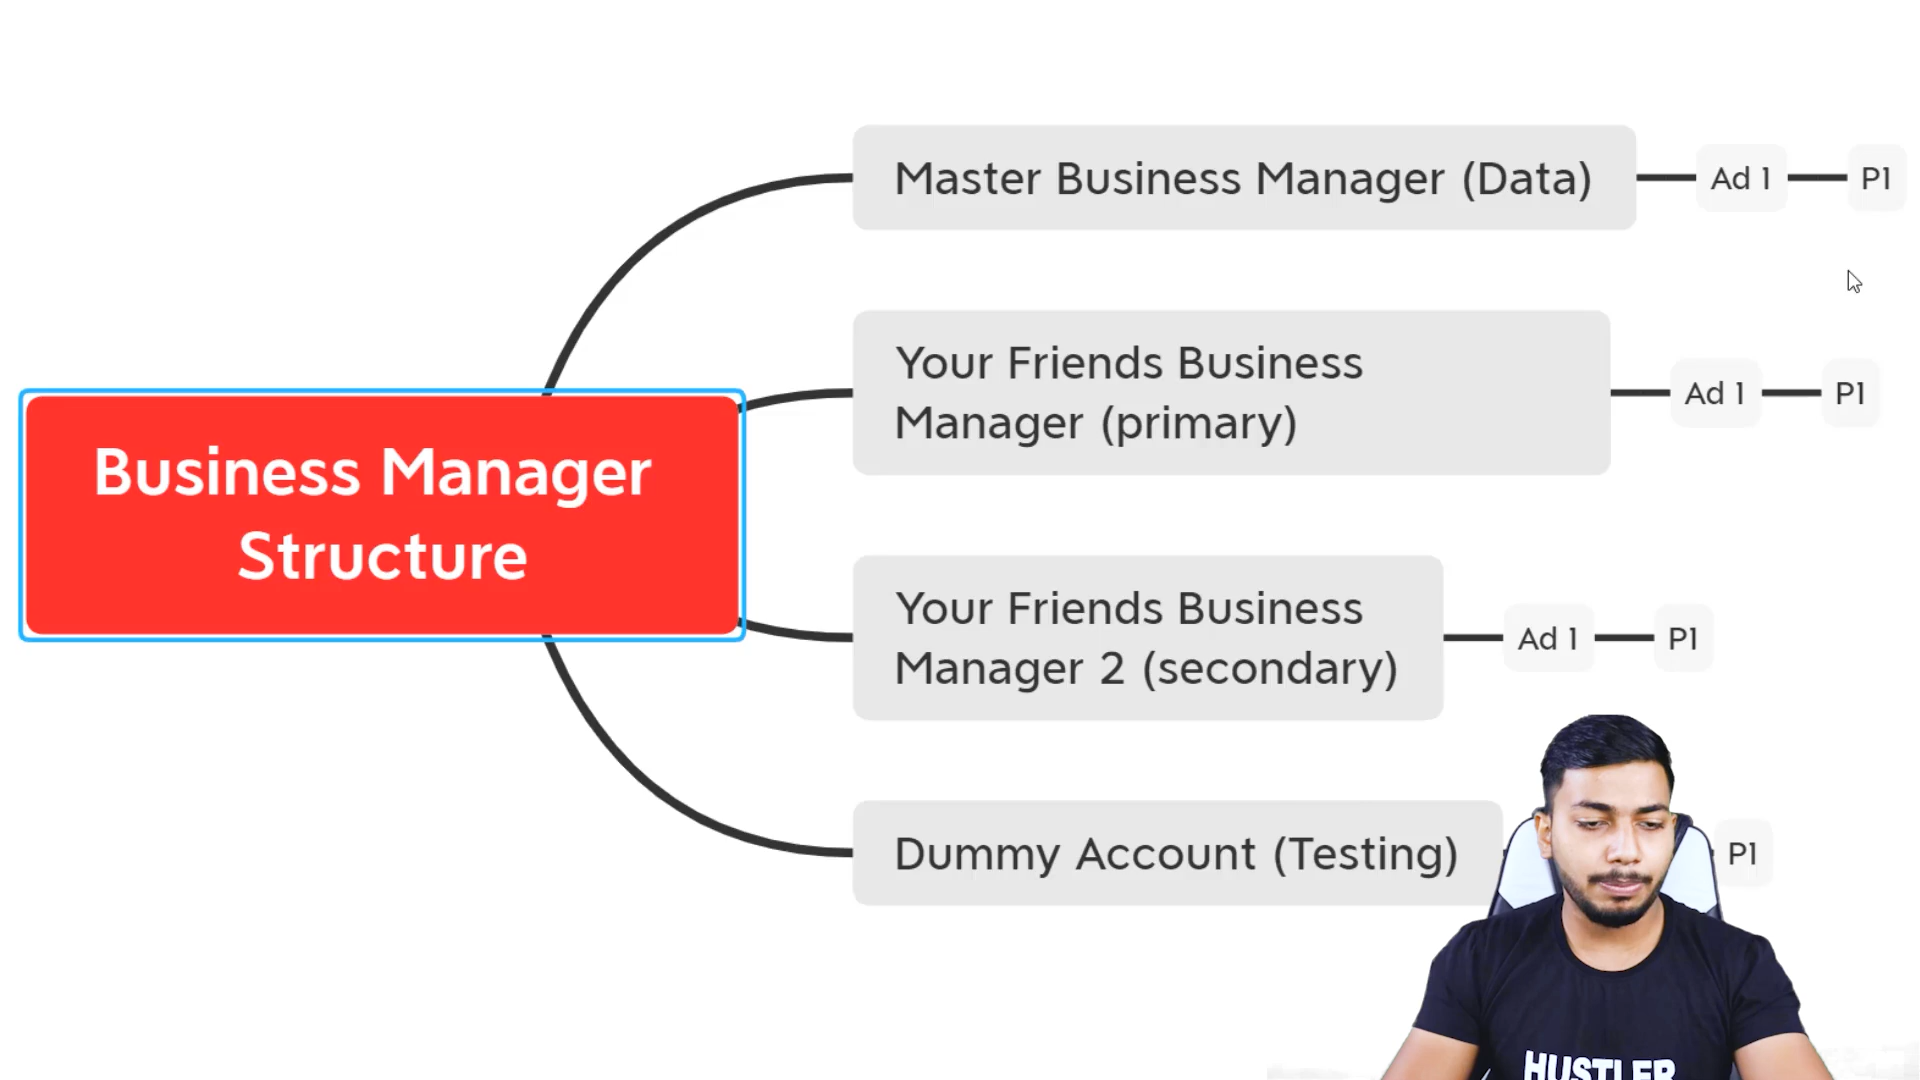 Master Business Manager (Data)
Ad 1
P1
Your Friends Business
Manager (primary)
Ad 1
P1
Business Manager
Structure
Your Friends Business
Manager 2 (secondary)
Ad 1
P1
Dummy Account (Testing)
P1
HUSTLER